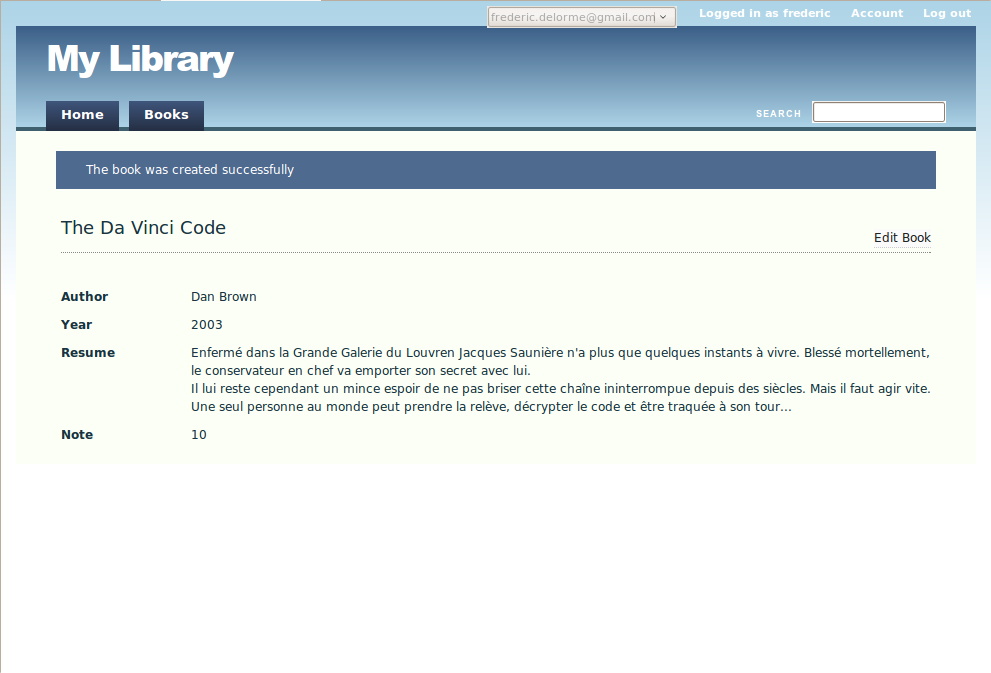 frederic.delorme@gmail.com Logged in as frederic Account Log out
My Library
Home Books SEARCH
The book was created successfully
The Da Vinci Code
Edit Book
Author Dan Brown
Year 2003
Resume Enfermé dans la Grande Galerie du Louvren Jacques Saunière n'a plus que quelques instants à vivre. Blessé mortellement,
le conservateur en chef va emporter son secret avec lui.
Il lui reste cependant un mince espoir de ne pas briser cette chaîne ininterrompue depuis des siècles. Mais il faut agir vite.
Une seul personne au monde peut prendre la relève, décrypter le code et être traquée à son tour...
Note 10